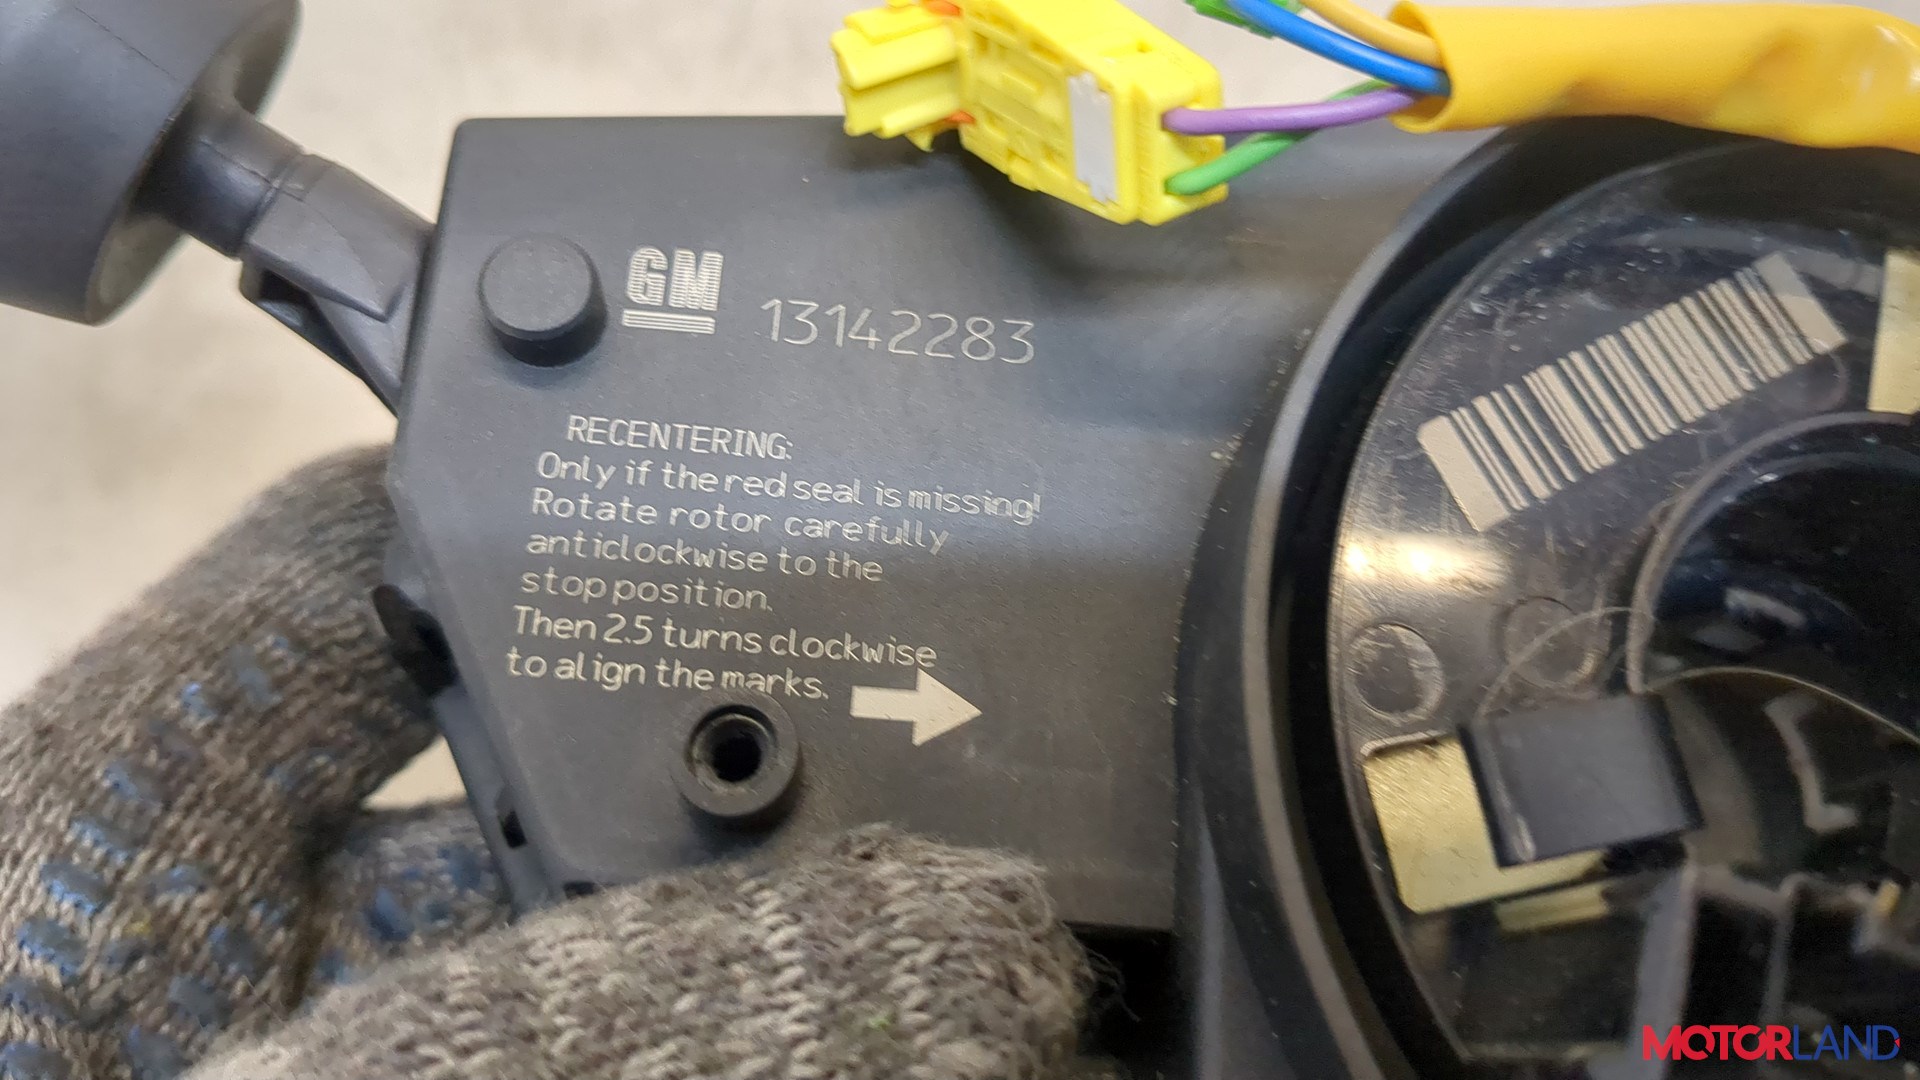 GM
13142283
RECENTERING:
Only if the red seal is missing!
Rotate rotor carefully
anticlockwise to the
stop position.
Then 2.5 turns clockwise
to align the marks.
MOTORLAND